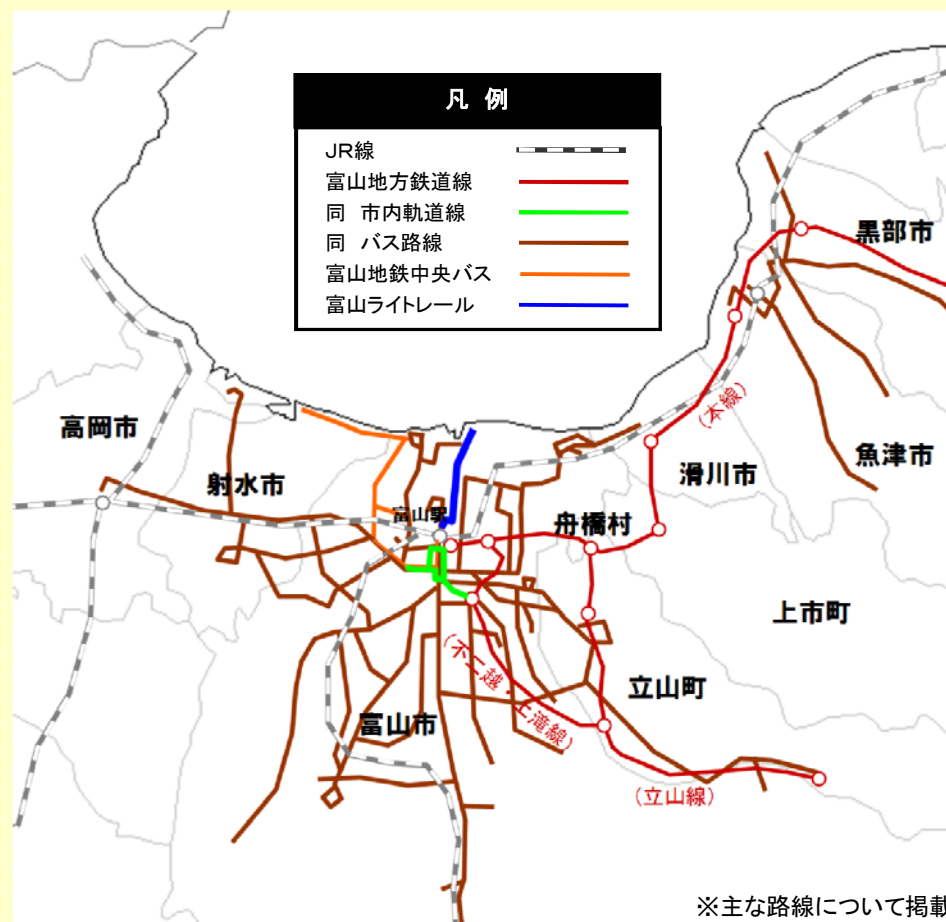 凡 例
JR線
富山地方鉄道線
同 市内軌道線
同 バス路線
富山地鉄中央バス
富山ライトレール
黒部市
(本線)
高岡市
魚津市
滑川市
射水市
富山駅
舟橋村
上市町
(不二越・上滝線)
立山町
富山市
(立山線)
※主な路線について掲載